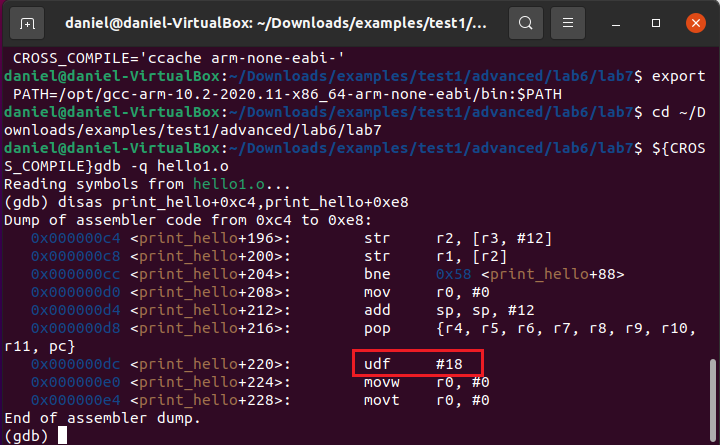 daniel@daniel-VirtualBox: ~/Downloads/examples/test1/...
CROSS_COMPILE='ccache arm-none-eabi-'
daniel@daniel-VirtualBox:~/Downloads/examples/test1/advanced/lab6/lab7$ export
PATH=/opt/gcc-arm-10.2-2020.11-x86_64-arm-none-eabi/bin:$PATH
daniel@daniel-VirtualBox:~/Downloads/examples/test1/advanced/lab6/lab7$ cd ~/D
ownloads/examples/test1/advanced/lab6/lab7
daniel@daniel-VirtualBox:~/Downloads/examples/test1/advanced/lab6/lab7$ ${CROS
S_COMPILE}gdb -q hello1.o
Reading symbols from hello1.o...
(gdb) disas print_hello+0xc4,print_hello+0xe8
Dump of assembler code from 0xc4 to 0xe8:
0x000000c4 <print_hello+196>: str r2, [r3, #12]
0x000000c8 <print_hello+200>: str r1, [r2]
0x000000cc <print_hello+204>: bne 0x58 <print_hello+88>
0x000000d0 <print_hello+208>: mov r0, #0
0x000000d4 <print_hello+212>: add sp, sp, #12
0x000000d8 <print_hello+216>: pop {r4, r5, r6, r7, r8, r9, r10,
r11, pc}
0x000000dc <print_hello+220>: udf #18
0x000000e0 <print_hello+224>: movw r0, #0
0x000000e4 <print_hello+228>: movt r0, #0
End of assembler dump.
(gdb)